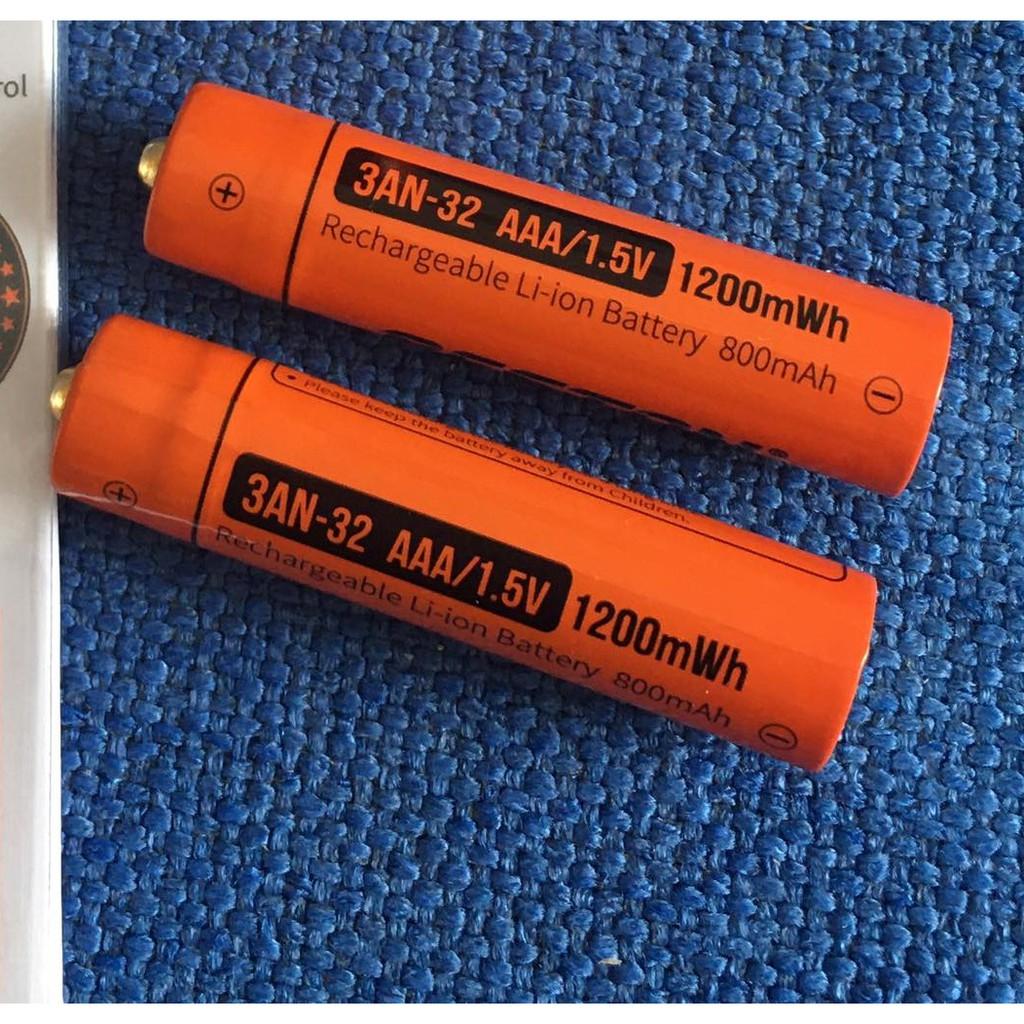 rol
3AN-32 AAA/1.5V 1200mWh
Rechargeable Li-ion Battery 800mAh
• Please keep the battery away from Children.
3AN-32 AAA/1.5V 1200mWh
Rechargeable Li-ion Battery 800mAh